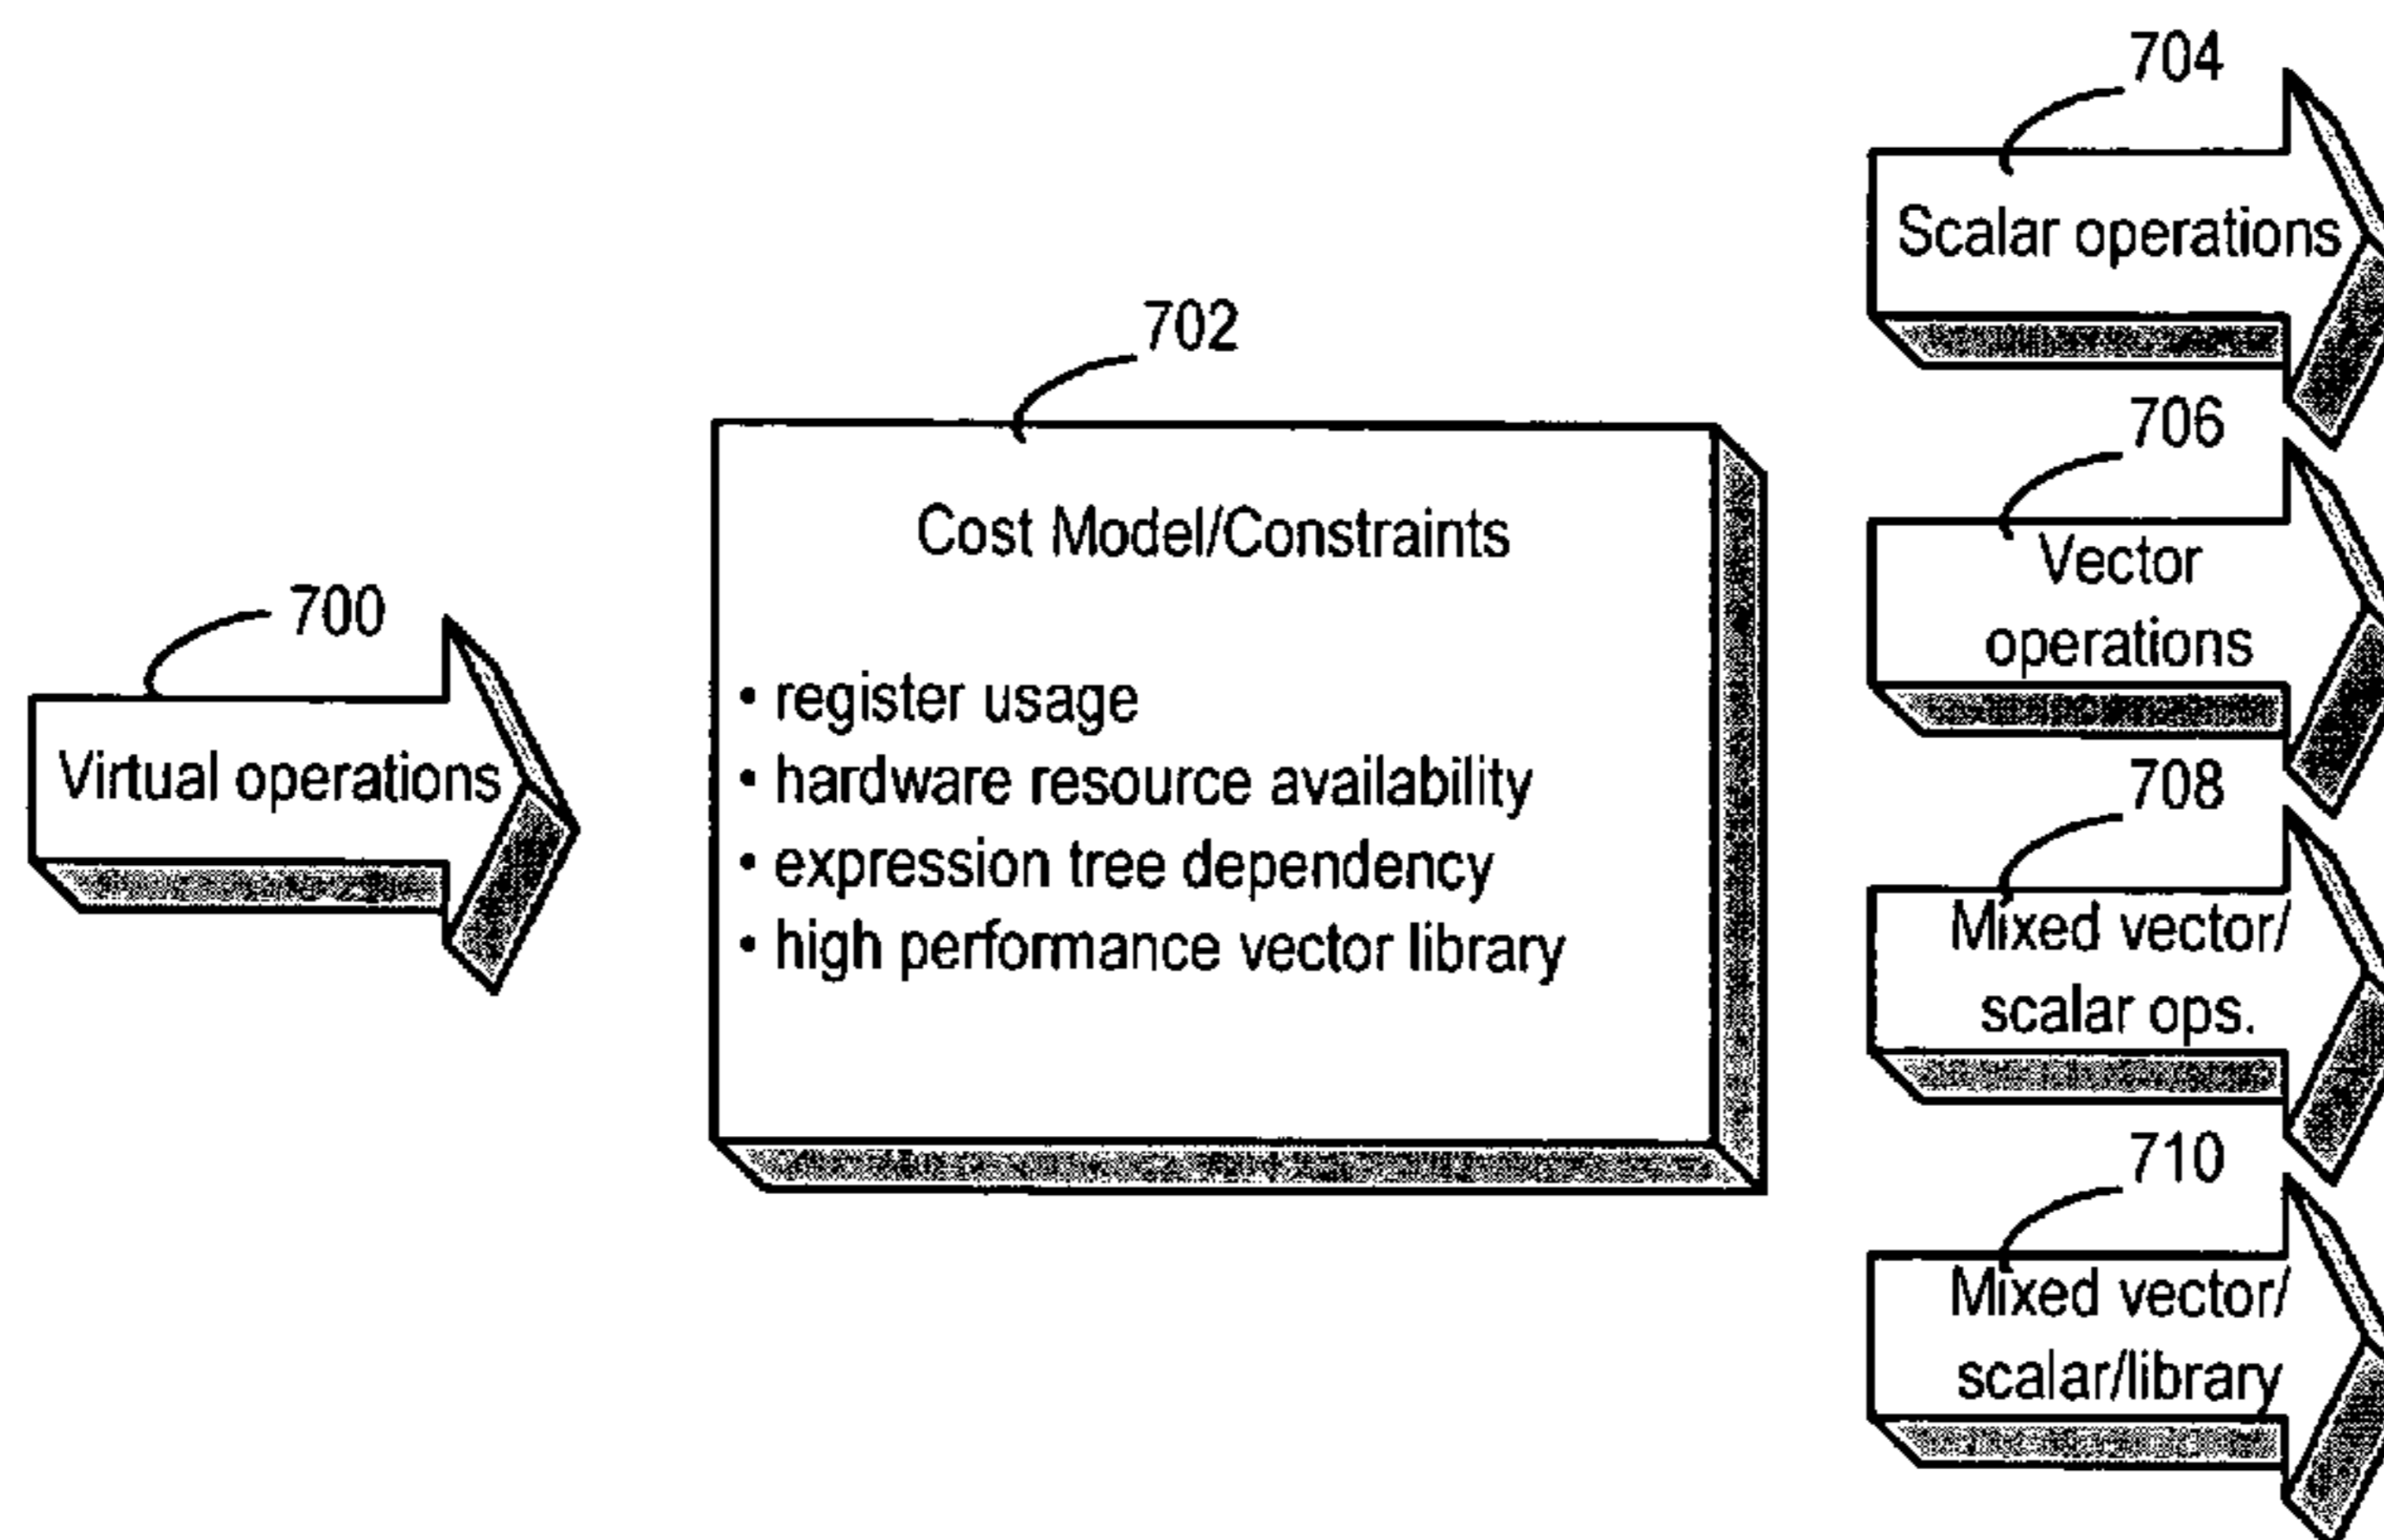 700
Virtual operations
702
Cost Model/Constraints
• register usage
• hardware resource availability
• expression tree dependency
• high performance vector library
704
Scalar operations
706
Vector
operations
708
Mixed vector/
scalar ops.
710
Mixed vector/
scalar/library